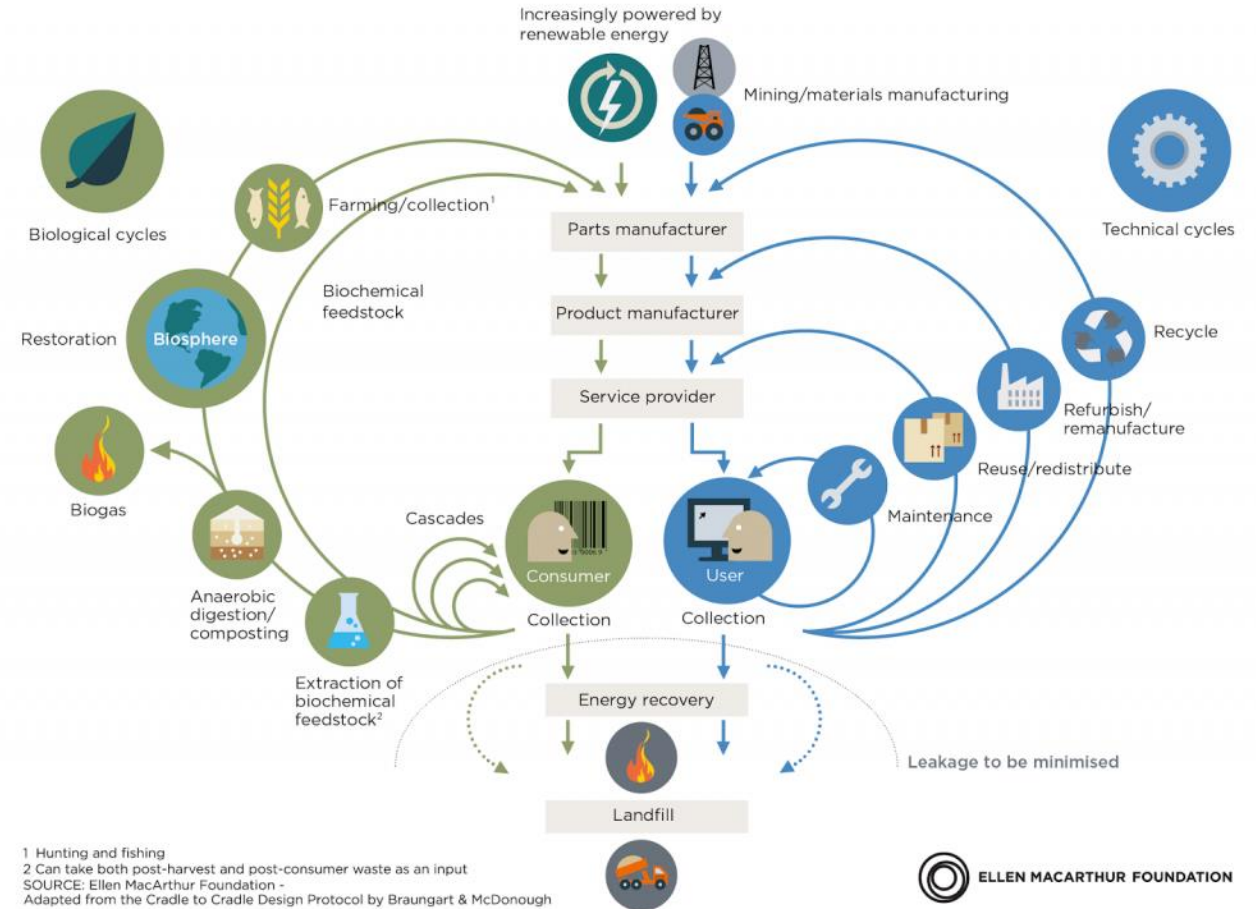 Increasingly powered by
renewable energy
Mining/materials manufacturing
Biological cycles
Technical cycles
Farming/collection¹
Parts manufacturer
Biochemical
feedstock
Product manufacturer
Restoration
Biosphere
Recycle
Service provider
Refurbish/
remanufacture
Reuse/redistribute
Biogas
Cascades
Maintenance
Consumer
User
Anaerobic
digestion/
composting
Collection
Collection
Extraction of
biochemical
feedstock²
Energy recovery
Leakage to be minimised
Landfill
1 Hunting and fishing
2 Can take both post-harvest and post-consumer waste as an input
SOURCE: Ellen MacArthur Foundation -
Adapted from the Cradle to Cradle Design Protocol by Braungart & McDonough
ELLEN MACARTHUR FOUNDATION